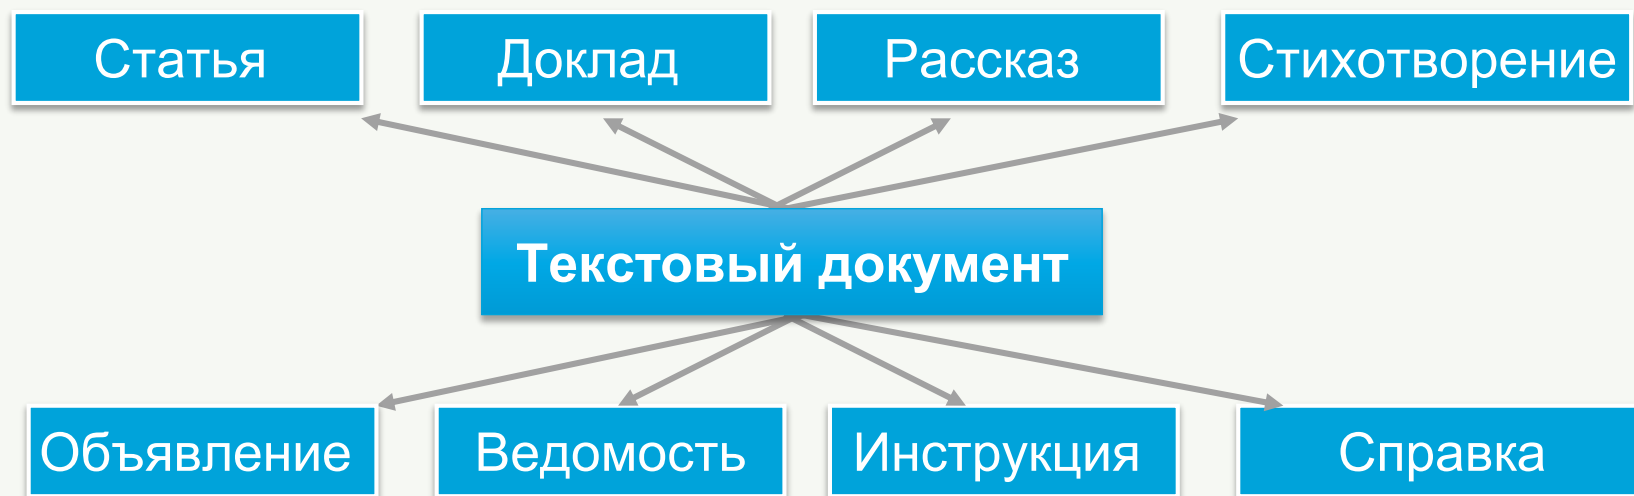 Статья
Доклад
Рассказ
Стихотворение
Текстовый документ
Объявление
Ведомость
Инструкция
Справка